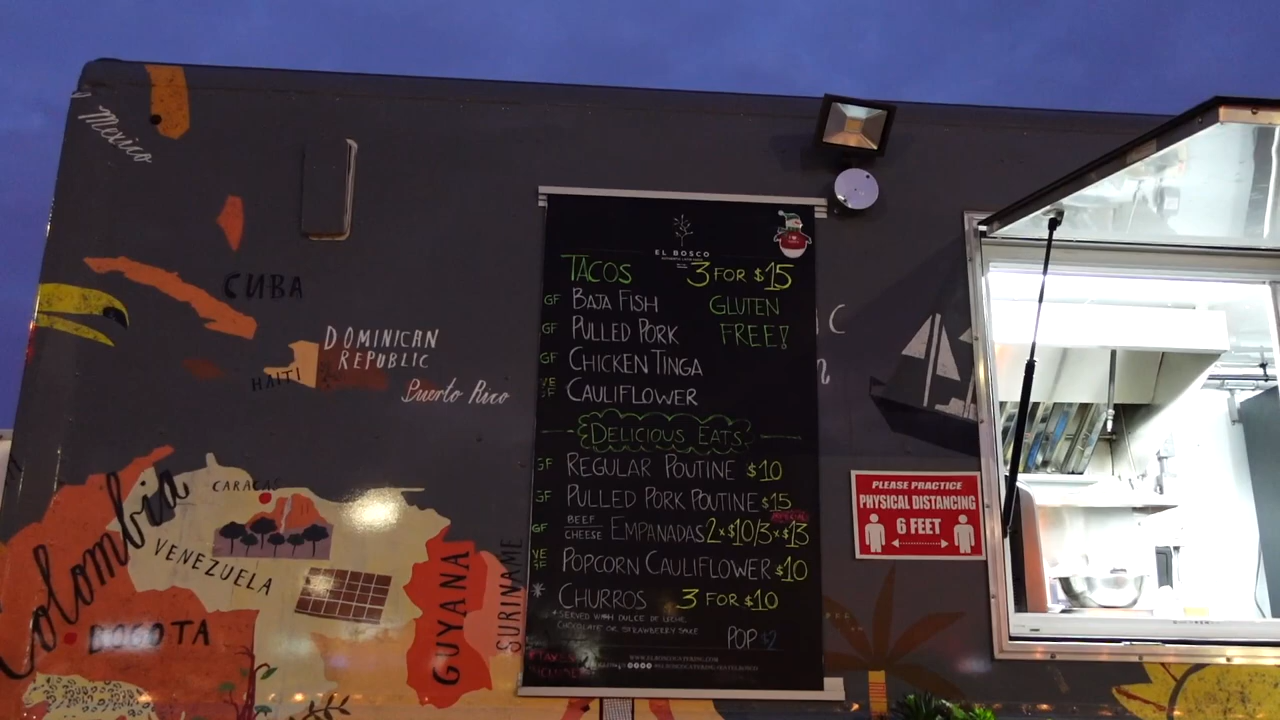 Mexico
CUBA
DOMINICAN
REPUBLIC
HAITI
Puerto Rico
Colombia
CARACAS
VENEZUELA
BOGOTA
GUYANA
SURINAME
EL BOSCO
TACOS 3 FOR $15
GF BAJA FISH GLUTEN
GF PULLED PORK FREE!
GF CHICKEN TINGA
VE GF CAULIFLOWER
DELICIOUS EATS
GF REGULAR POUTINE $10
GF PULLED PORK POUTINE $15
GF BEEF CHEESE EMPANADAS 2x$10/3x$13
VE GF POPCORN CAULIFLOWER $10
* CHURROS 3 FOR $10
*SERVED WITH DULCE DE LECHE
CHOCOLATE OR STRAWBERRY SAUCE
POP $2
PLEASE PRACTICE
PHYSICAL DISTANCING
6 FEET